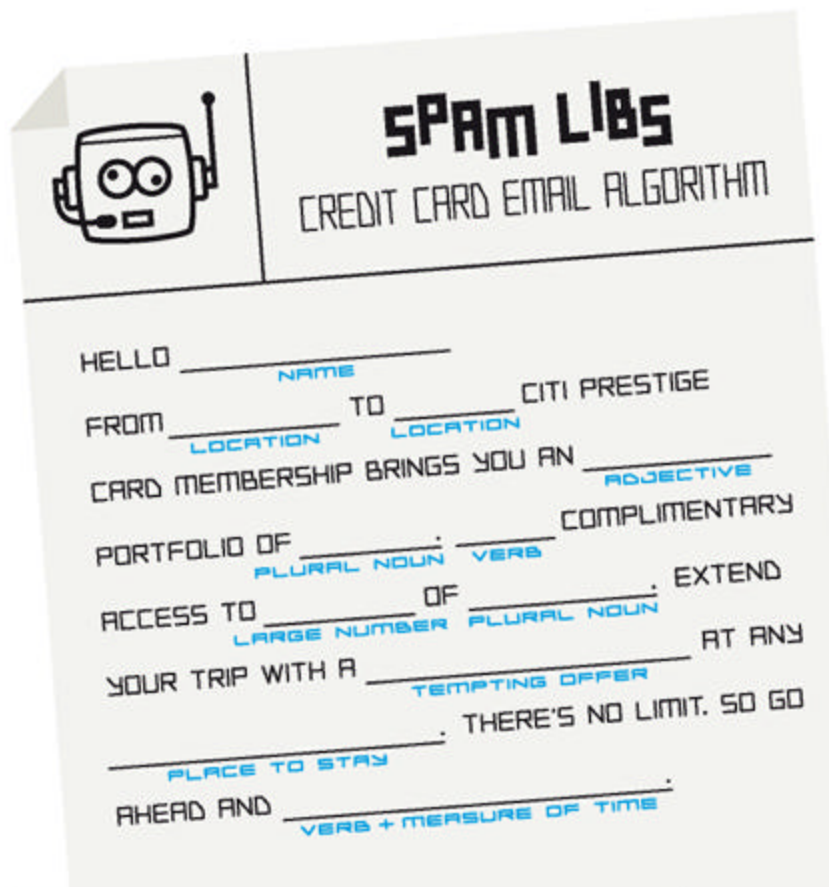 SPAM LIBS
CREDIT CARD EMAIL ALGORITHM
HELLO
NAME
FROM TO CITI PRESTIGE
LOCATION LOCATION
CARD MEMBERSHIP BRINGS YOU AN
ADJECTIVE
PORTFOLIO OF . COMPLIMENTARY
PLURAL NOUN VERB
ACCESS TO OF . EXTEND
LARGE NUMBER PLURAL NOUN
YOUR TRIP WITH A AT ANY
TEMPTING OFFER
. THERE'S NO LIMIT. SO GO
PLACE TO STAY
AHEAD AND .
VERB + MEASURE OF TIME